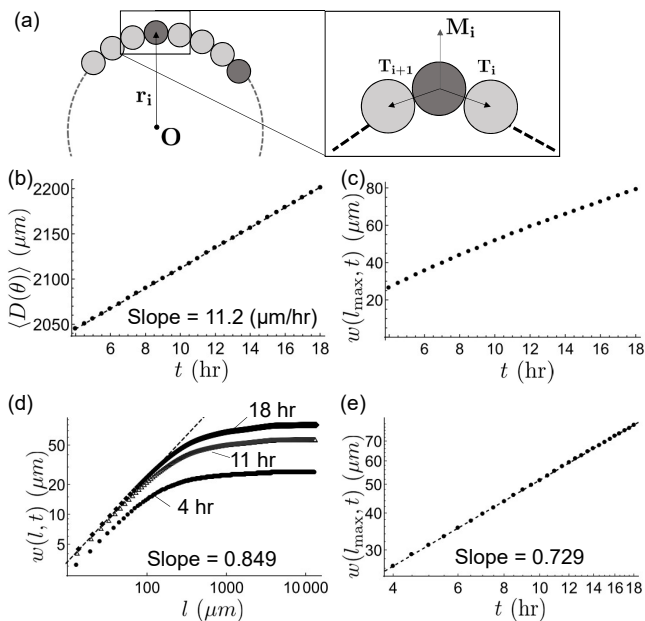 (a)
M_i
T_{i+1}
T_i
r_i
O
(b)
2200
2150
2100
2050
⟨D(θ)⟩ (μm)
Slope = 11.2 (μm/hr)
6 8 10 12 14 16 18
t (hr)
(c)
80
60
40
20
w(l_max, t) (μm)
6 8 10 12 14 16 18
t (hr)
(d)
50
20
10
5
w(l, t) (μm)
18 hr
11 hr
4 hr
Slope = 0.849
100 1000 10 000
l (μm)
(e)
70
50
40
30
w(l_max, t) (μm)
Slope = 0.729
4 6 8 10 12 14 16 18
t (hr)